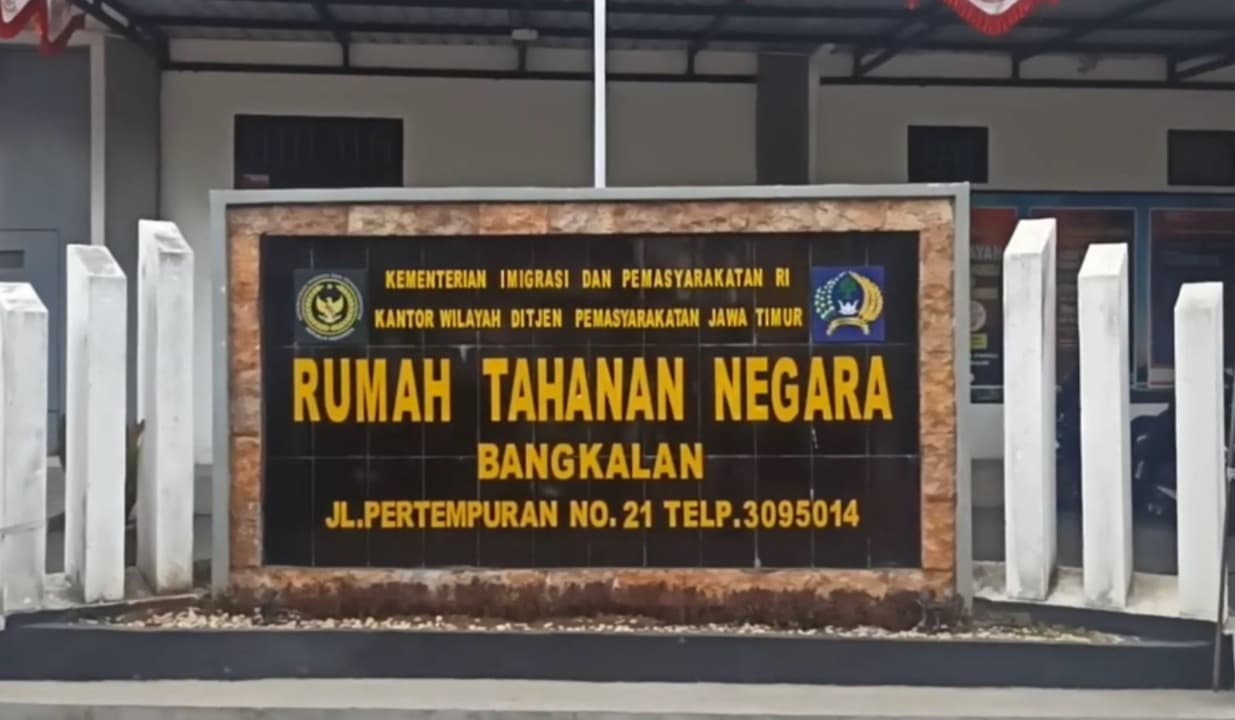 KEMENTERIAN IMIGRASI DAN PEMASYARAKATAN RI
KANTOR WILAYAH DITJEN PEMASYARAKATAN JAWA TIMUR
RUMAH TAHANAN NEGARA
BANGKALAN
JL.PERTEMPURAN NO. 21 TELP.3095014